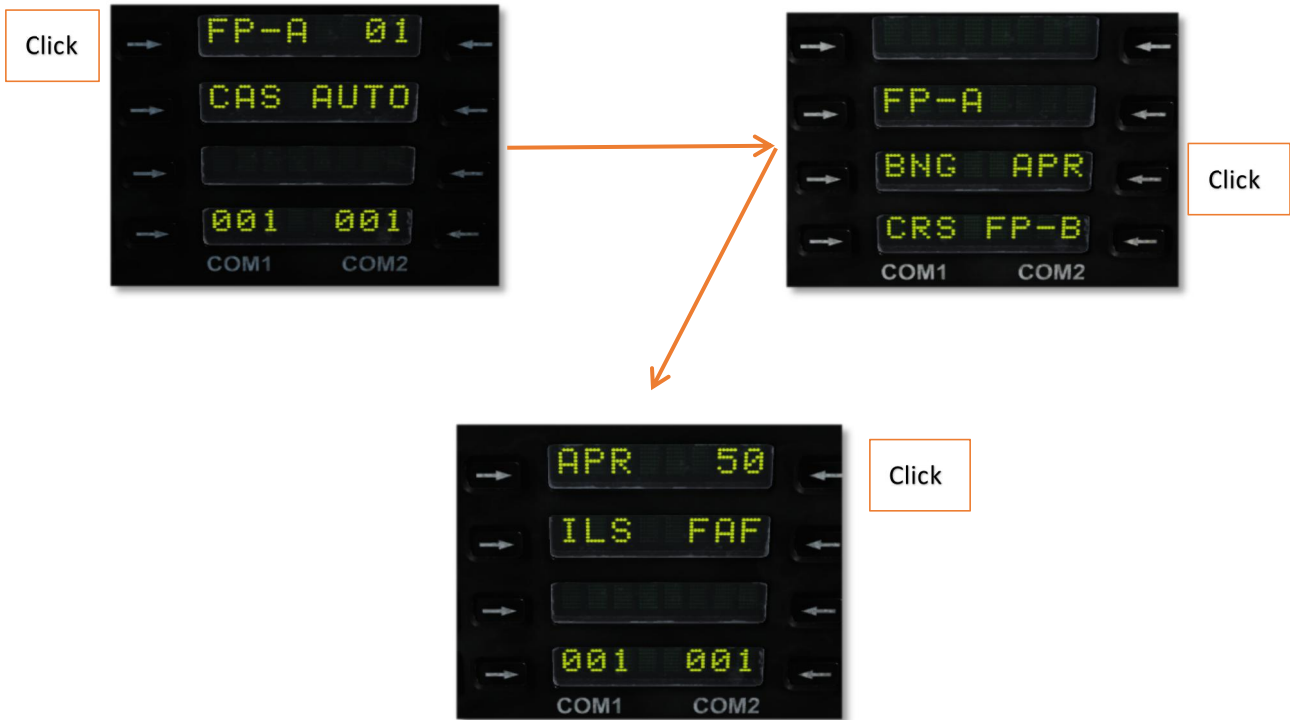 Click
FP-A 01
CAS AUTO
001 001
COM1 COM2
FP-A
BNG APR
CRS FP-B
COM1 COM2
Click
APR 50
ILS FAF
001 001
COM1 COM2
Click